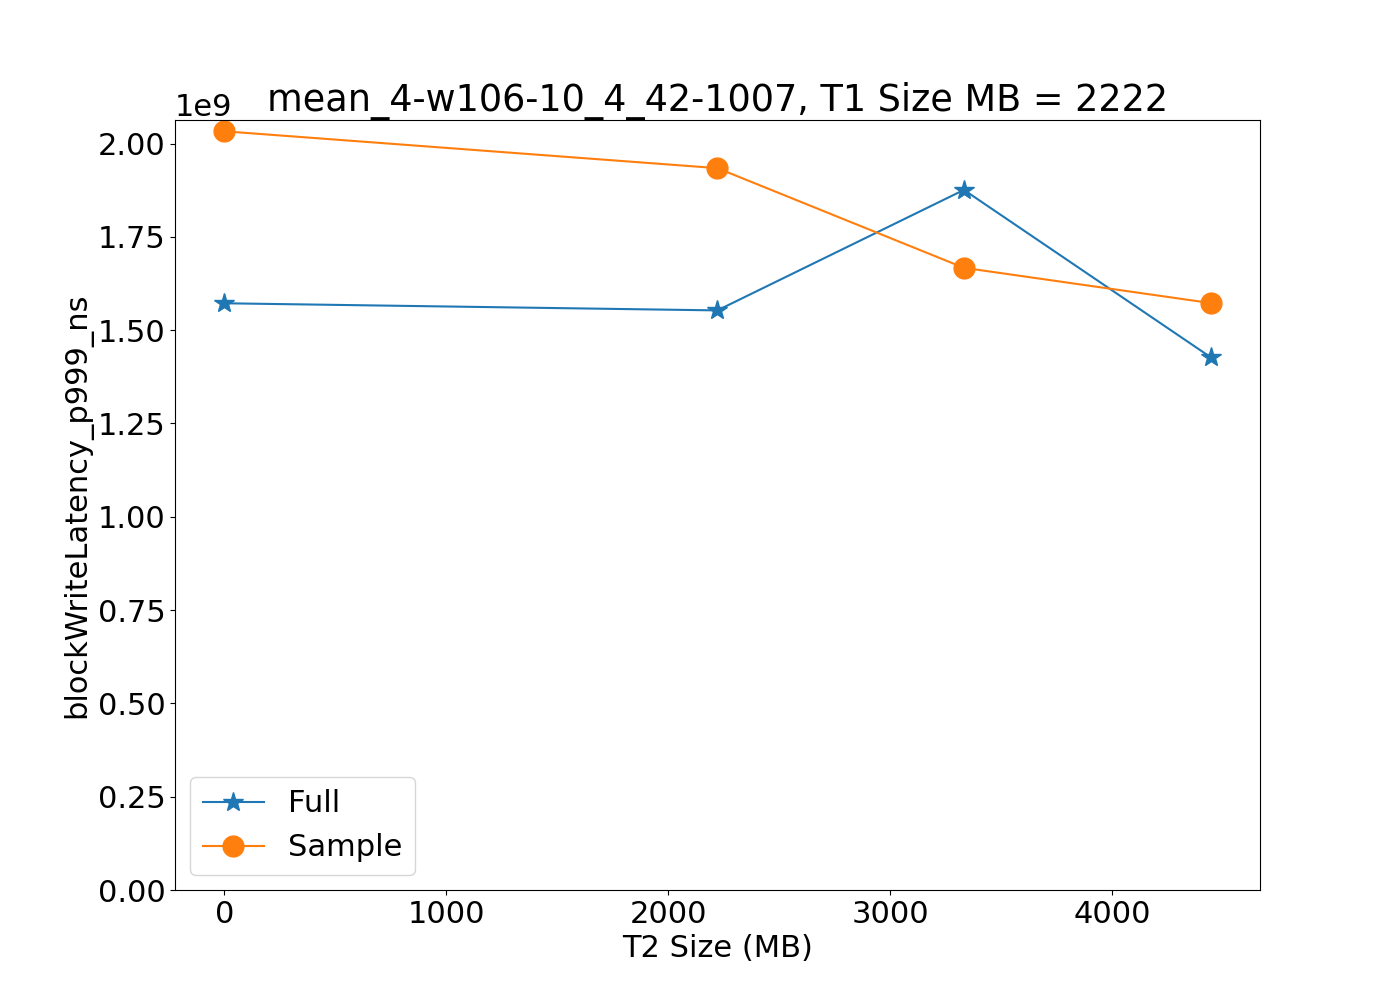 1e9
mean_4-w106-10_4_42-1007, T1 Size MB = 2222
2.00
1.75
1.50
1.25
1.00
0.75
0.50
0.25
0.00
blockWriteLatency_p999_ns
Full
Sample
0 1000 2000 3000 4000
T2 Size (MB)